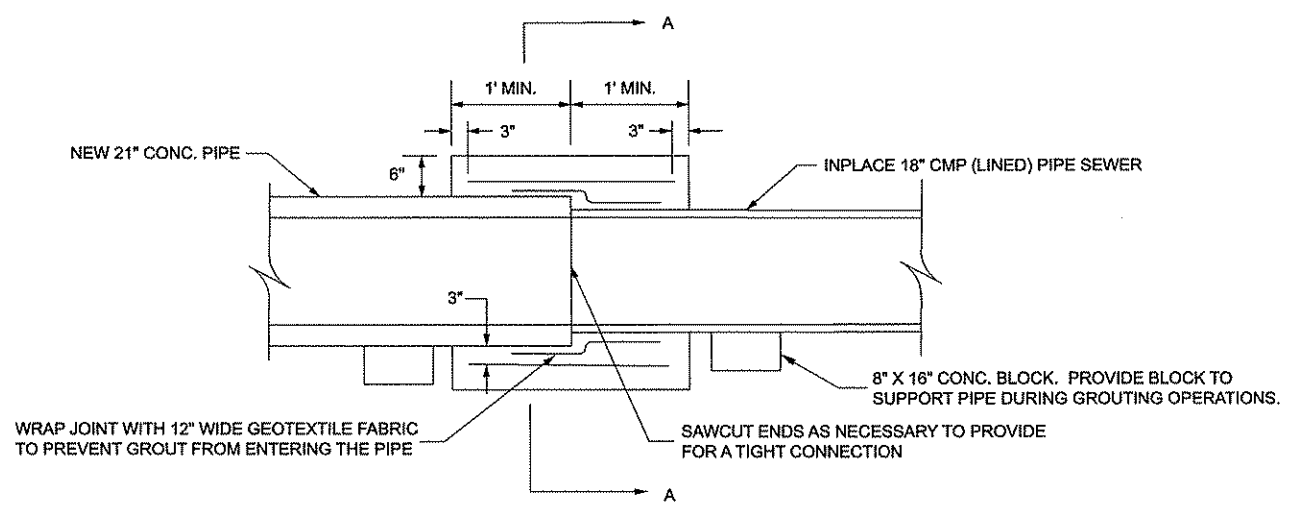 A
1' MIN.
1' MIN.
3"
3"
NEW 21" CONC. PIPE
6"
INPLACE 18" CMP (LINED) PIPE SEWER
3"
8" X 16" CONC. BLOCK. PROVIDE BLOCK TO
SUPPORT PIPE DURING GROUTING OPERATIONS.
WRAP JOINT WITH 12" WIDE GEOTEXTILE FABRIC
TO PREVENT GROUT FROM ENTERING THE PIPE
SAWCUT ENDS AS NECESSARY TO PROVIDE
FOR A TIGHT CONNECTION
A